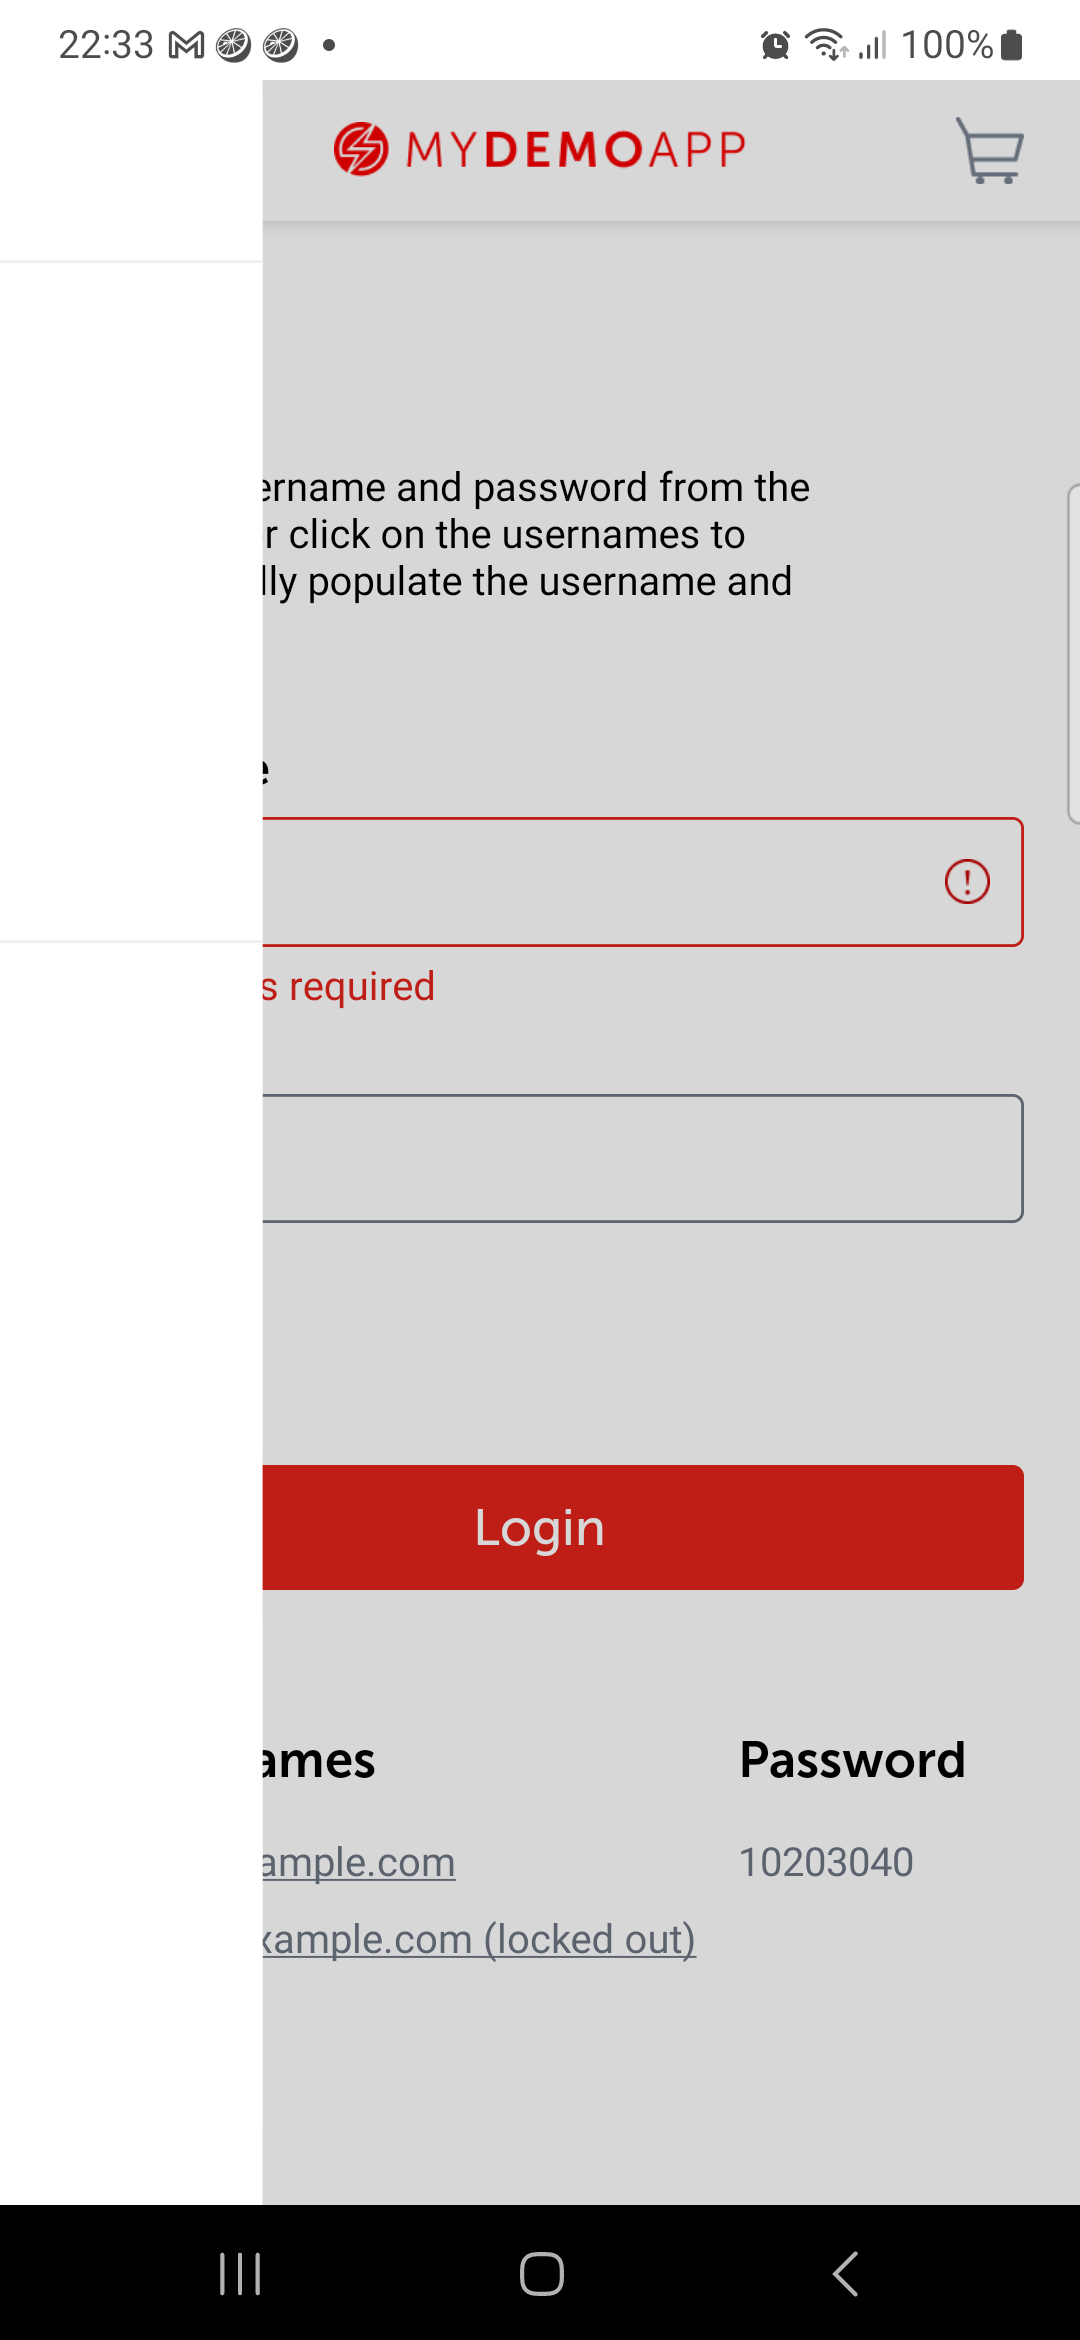 22:33 100%
MYDEMOAPP
ername and password from the
r click on the usernames to
lly populate the username and
e
s required
Login
ames Password
ample.com 10203040
xample.com (locked out)